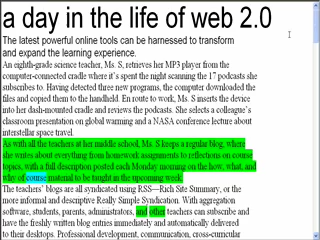 a day in the life of web 2.0
The latest powerful online tools can be harnessed to transform
and expand the learning experience.
An eighth-grade science teacher, Ms. S, retrieves her MP3 player from the
computer-connected cradle where it's spent the night scanning the 17 podcasts she
subscribes to. Having detected three new programs, the computer downloaded the
files and copied them to the handheld. En route to work, Ms. S inserts the device
into her dash-mounted cradle and reviews the podcasts. She selects a colleague's
classroom presentation on global warming and a NASA conference lecture about
interstellar space travel.
As with all the teachers at her middle school, Ms. S keeps a regular blog, where
she writes about everything from homework assignments to reflections on course
topics, with a full description posted each Monday morning on the how, what, and
why of course material to be taught in the upcoming week.
The teachers' blogs are all syndicated using RSS—Rich Site Summary, or the
more informal and descriptive Really Simple Syndication. With aggregation
software, students, parents, administrators, and other teachers can subscribe and
have the freshly written blog entries immediately and automatically delivered
to their desktops. Professional development, communication, cross-curricular